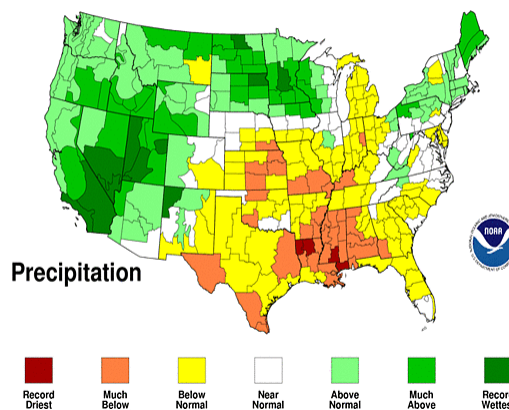 NOAA
Precipitation
Record
Driest
Much
Below
Below
Normal
Near
Normal
Above
Normal
Much
Above
Recor
Wettes